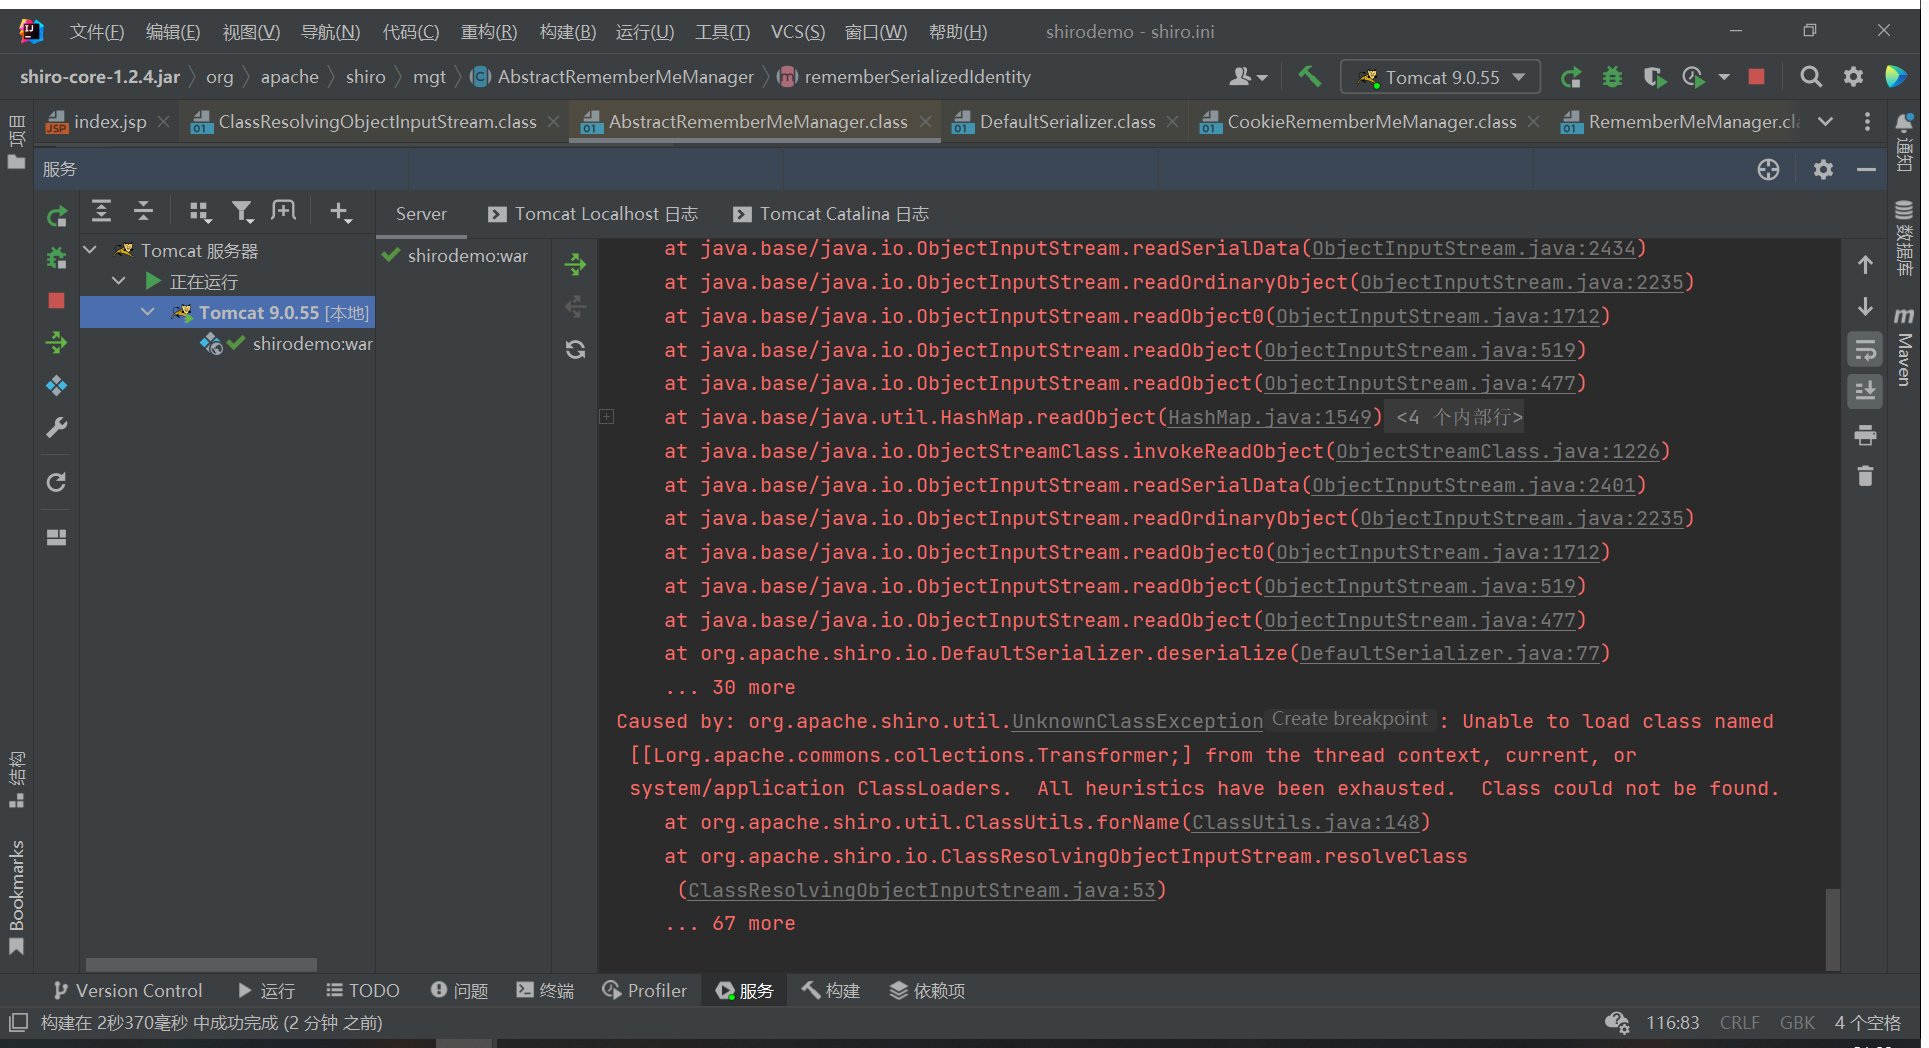 文件(F) 编辑(E) 视图(V) 导航(N) 代码(C) 重构(R) 构建(B) 运行(U) 工具(T) VCS(S) 窗口(W) 帮助(H) shirodemo - shiro.ini
shiro-core-1.2.4.jar org apache shiro mgt AbstractRememberMeManager rememberSerializedIdentity Tomcat 9.0.55
index.jsp ClassResolvingObjectInputStream.class AbstractRememberMeManager.class DefaultSerializer.class CookieRememberMeManager.class RememberMeManager.cla
服务
Server Tomcat Localhost 日志 Tomcat Catalina 日志
Tomcat 服务器
正在运行
Tomcat 9.0.55 [本地]
shirodemo:war
shirodemo:war
at java.base/java.io.ObjectInputStream.readSerialData(ObjectInputStream.java:2434)
at java.base/java.io.ObjectInputStream.readOrdinaryObject(ObjectInputStream.java:2235)
at java.base/java.io.ObjectInputStream.readObject0(ObjectInputStream.java:1712)
at java.base/java.io.ObjectInputStream.readObject(ObjectInputStream.java:519)
at java.base/java.io.ObjectInputStream.readObject(ObjectInputStream.java:477)
at java.base/java.util.HashMap.readObject(HashMap.java:1549) <4 个内部行>
at java.base/java.io.ObjectStreamClass.invokeReadObject(ObjectStreamClass.java:1226)
at java.base/java.io.ObjectInputStream.readSerialData(ObjectInputStream.java:2401)
at java.base/java.io.ObjectInputStream.readOrdinaryObject(ObjectInputStream.java:2235)
at java.base/java.io.ObjectInputStream.readObject0(ObjectInputStream.java:1712)
at java.base/java.io.ObjectInputStream.readObject(ObjectInputStream.java:519)
at java.base/java.io.ObjectInputStream.readObject(ObjectInputStream.java:477)
at org.apache.shiro.io.DefaultSerializer.deserialize(DefaultSerializer.java:77)
... 30 more
Caused by: org.apache.shiro.util.UnknownClassException Create breakpoint : Unable to load class named
[[Lorg.apache.commons.collections.Transformer;] from the thread context, current, or
system/application ClassLoaders.  All heuristics have been exhausted.  Class could not be found.
at org.apache.shiro.util.ClassUtils.forName(ClassUtils.java:148)
at org.apache.shiro.io.ClassResolvingObjectInputStream.resolveClass
(ClassResolvingObjectInputStream.java:53)
... 67 more
项目
结构
Bookmarks
通知
数据库
m Maven
Version Control 运行 TODO 问题 终端 Profiler 服务 构建 依赖项
构建在 2秒370毫秒 中成功完成 (2 分钟 之前) 116:83 CRLF GBK 4 个空格